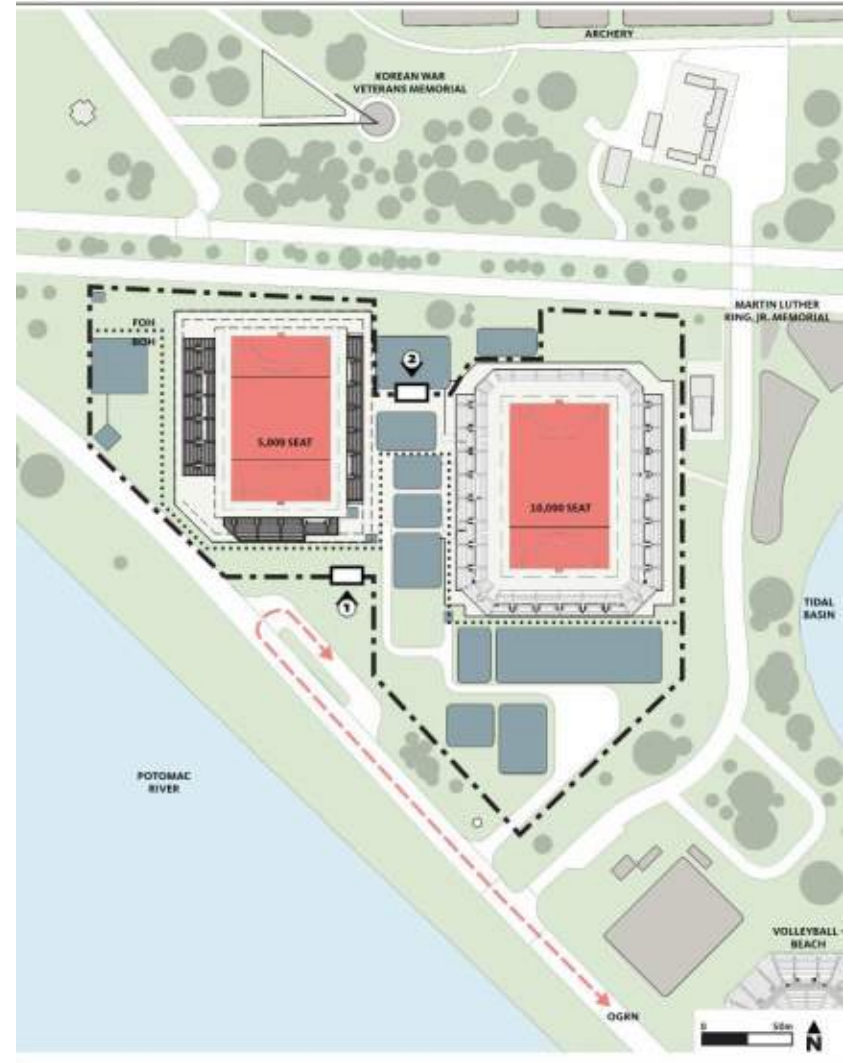 ARCHERY
KOREAN WAR
VETERANS MEMORIAL
MARTIN LUTHER
KING, JR. MEMORIAL
FOH
BOH
2
5,000 SEAT
10,000 SEAT
1
TIDAL
BASIN
POTOMAC
RIVER
VOLLEYBALL -
BEACH
OGRN
0 50m
N